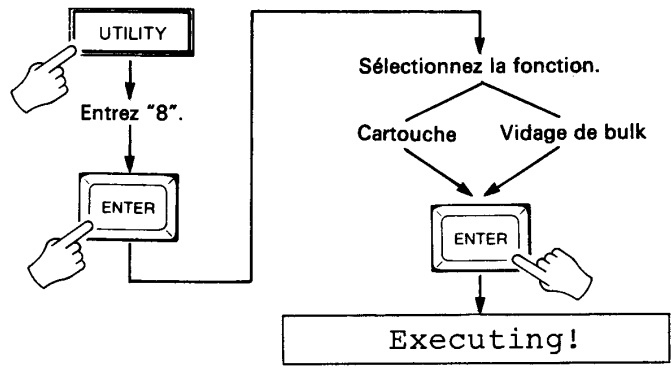 UTILITY
Entrez "8".
ENTER
Sélectionnez la fonction.
Cartouche Vidage de bulk
ENTER
Executing!